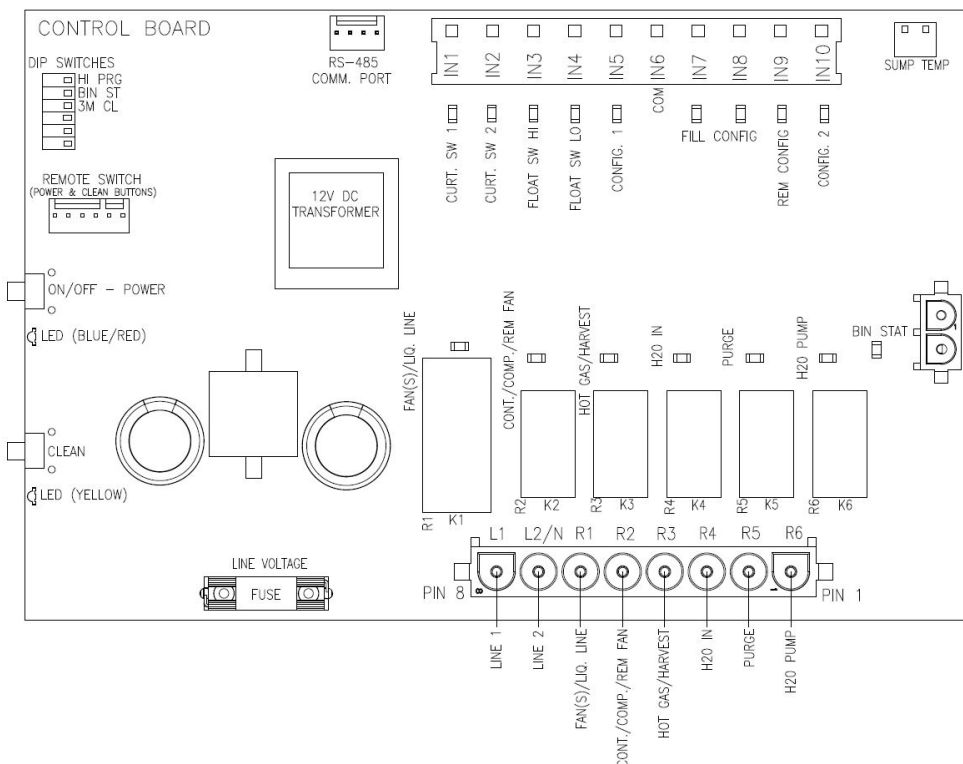 CONTROL BOARD
DIP SWITCHES
HI PRG
BIN ST
3M CL
RS-485
COMM. PORT
IN1
IN2
IN3
IN4
IN5
IN6
IN7
IN8
IN9
IN10
SUMP TEMP
CURT. SW 1
CURT. SW 2
FLOAT SW HI
FLOAT SW LO
CONFIG. 1
COM
FILL CONFIG
REM CONFIG
CONFIG. 2
REMOTE SWITCH
(POWER & CLEAN BUTTONS)
12V DC
TRANSFORMER
ON/OFF - POWER
LED (BLUE/RED)
CLEAN
LED (YELLOW)
FAN(S)/LIQ. LINE
CONT./COMP./REM FAN
HOT GAS/HARVEST
H20 IN
PURGE
H20 PUMP
BIN STAT
1
R1
K1
R2
K2
R3
K3
R4
K4
R5
K5
R6
K6
LINE VOLTAGE
FUSE
L1
L2/N
R1
R2
R3
R4
R5
R6
PIN 8
8
1
PIN 1
LINE 1
LINE 2
FAN(S)/LIQ. LINE
CONT./COMP./REM FAN
HOT GAS/HARVEST
H20 IN
PURGE
H20 PUMP